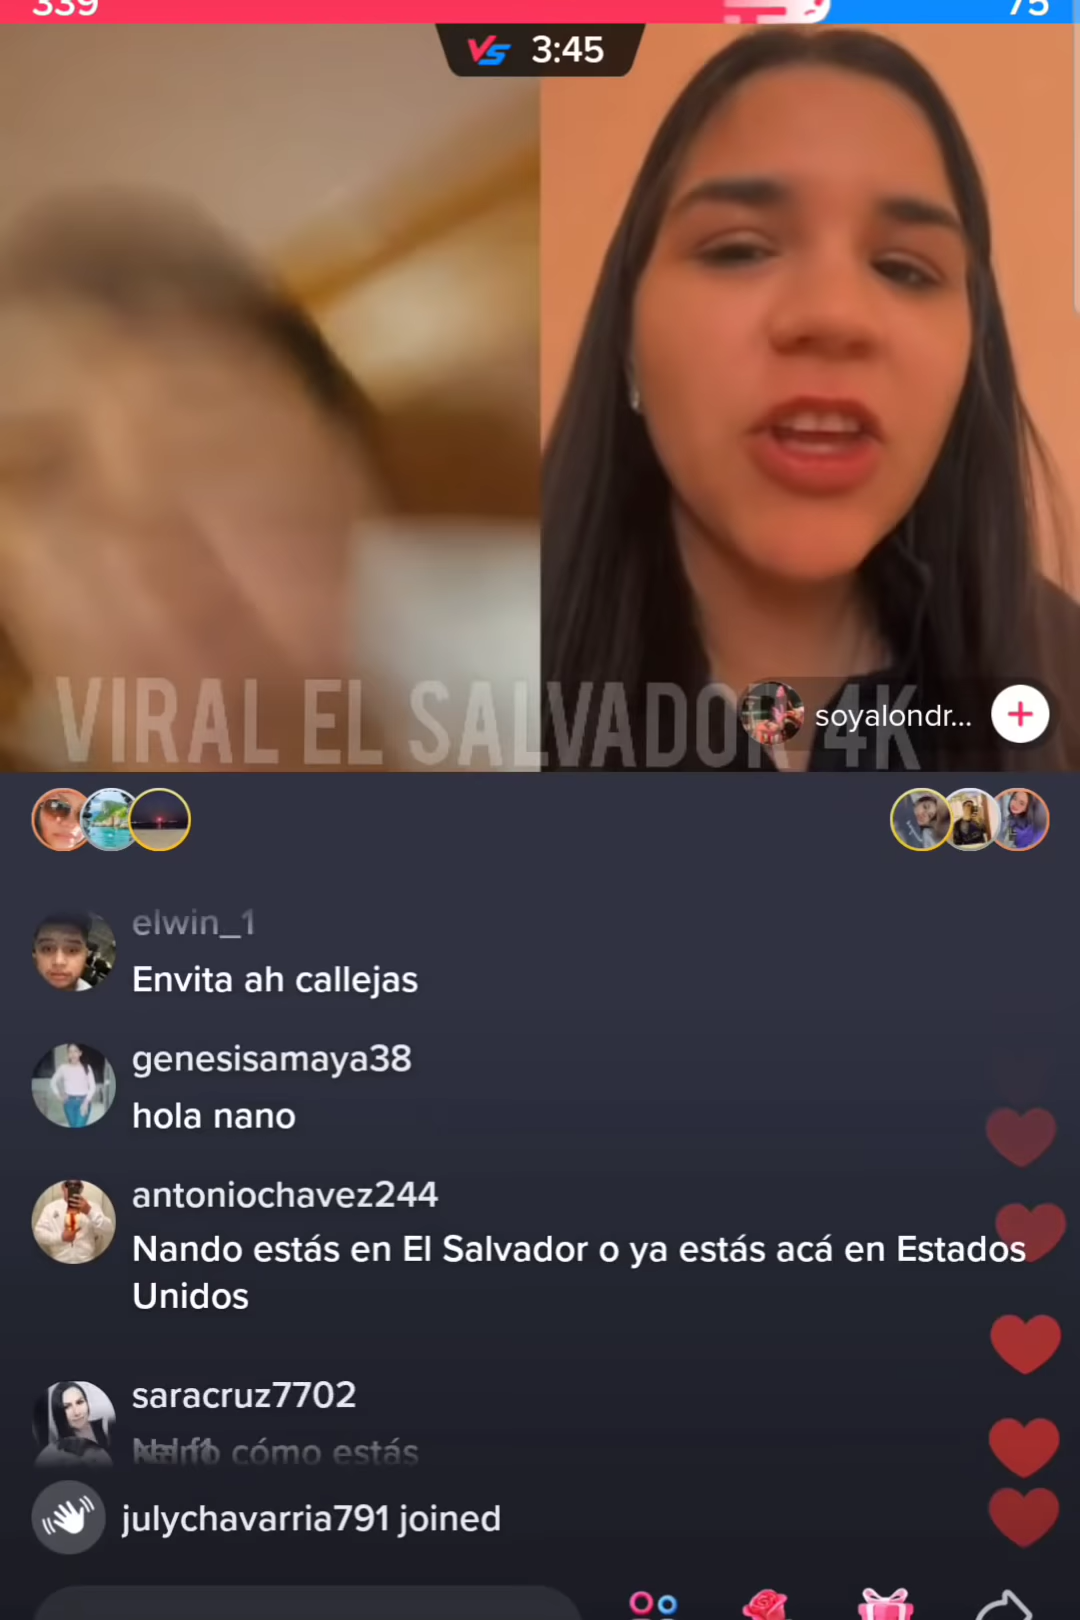 339
75
VS 3:45
VIRAL EL SALVADOR 4K
soyalondr...
elwin_1
Envita ah callejas
genesisamaya38
hola nano
antoniochavez244
Nando estás en El Salvador o ya estás acá en Estados
Unidos
saracruz7702
cómo estás
julychavarria791 joined